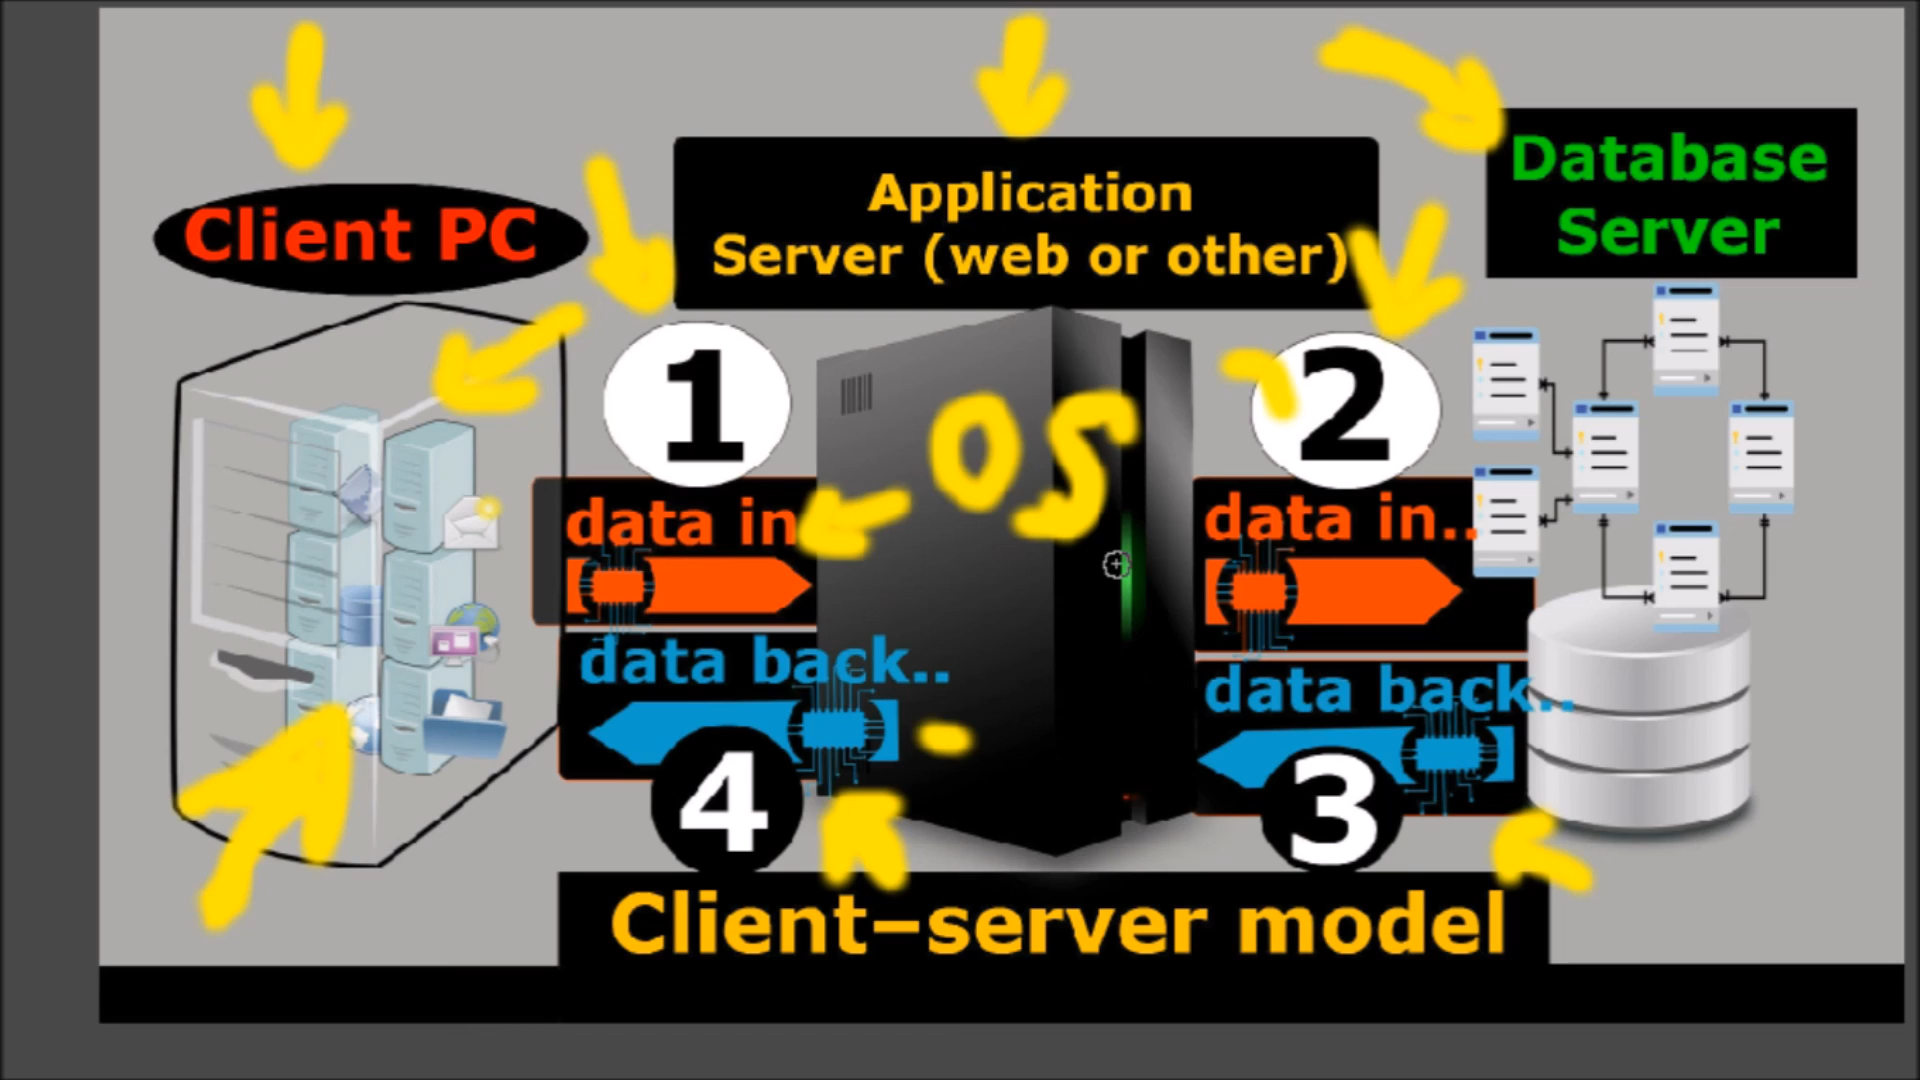 Client PC
Application
Server (web or other)
Database
Server
1
2
OS
data in
data in..
data back..
data back..
4
3
Client–server model